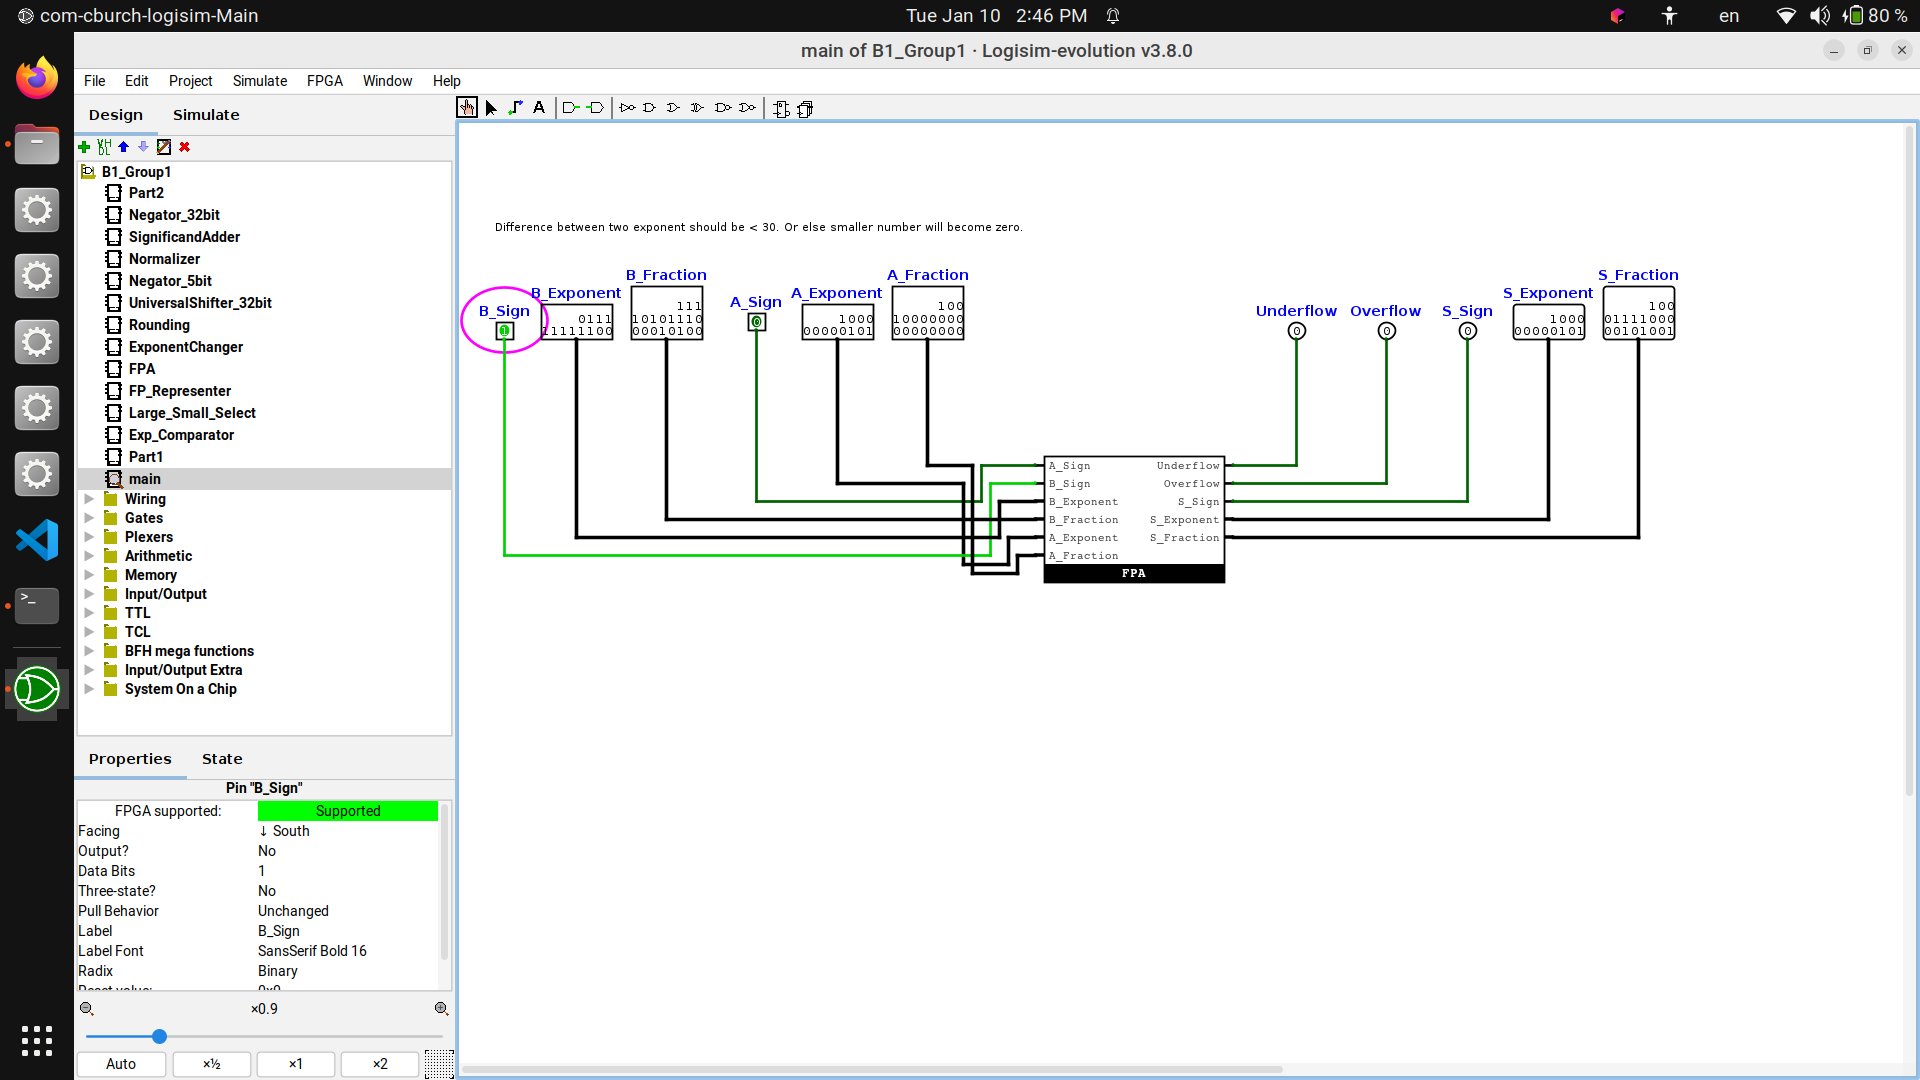 com-cburch-logisim-Main
Tue Jan 10 2:46 PM
en
80 %
main of B1_Group1 · Logisim-evolution v3.8.0
File Edit Project Simulate FPGA Window Help
Design Simulate
VH
DL
B1_Group1
Part2
Negator_32bit
SignificandAdder
Normalizer
Negator_5bit
UniversalShifter_32bit
Rounding
ExponentChanger
FPA
FP_Representer
Large_Small_Select
Exp_Comparator
Part1
main
Wiring
Gates
Plexers
Arithmetic
Memory
Input/Output
TTL
TCL
BFH mega functions
Input/Output Extra
System On a Chip
Properties State
Pin "B_Sign"
FPGA supported: Supported
Facing ↓ South
Output? No
Data Bits 1
Three-state? No
Pull Behavior Unchanged
Label B_Sign
Label Font SansSerif Bold 16
Radix Binary
Reset value: 0x0
×0.9
Auto ×½ ×1 ×2
A
Difference between two exponent should be < 30. Or else smaller number will become zero.
B_Sign
1
B_Exponent
0111
11111100
B_Fraction
111
10101110
00010100
A_Sign
0
A_Exponent
1000
00000101
A_Fraction
100
10000000
00000000
Underflow
0
Overflow
0
S_Sign
0
S_Exponent
1000
00000101
S_Fraction
100
01111000
00101001
A_Sign Underflow
B_Sign Overflow
B_Exponent S_Sign
B_Fraction S_Exponent
A_Exponent S_Fraction
A_Fraction
FPA